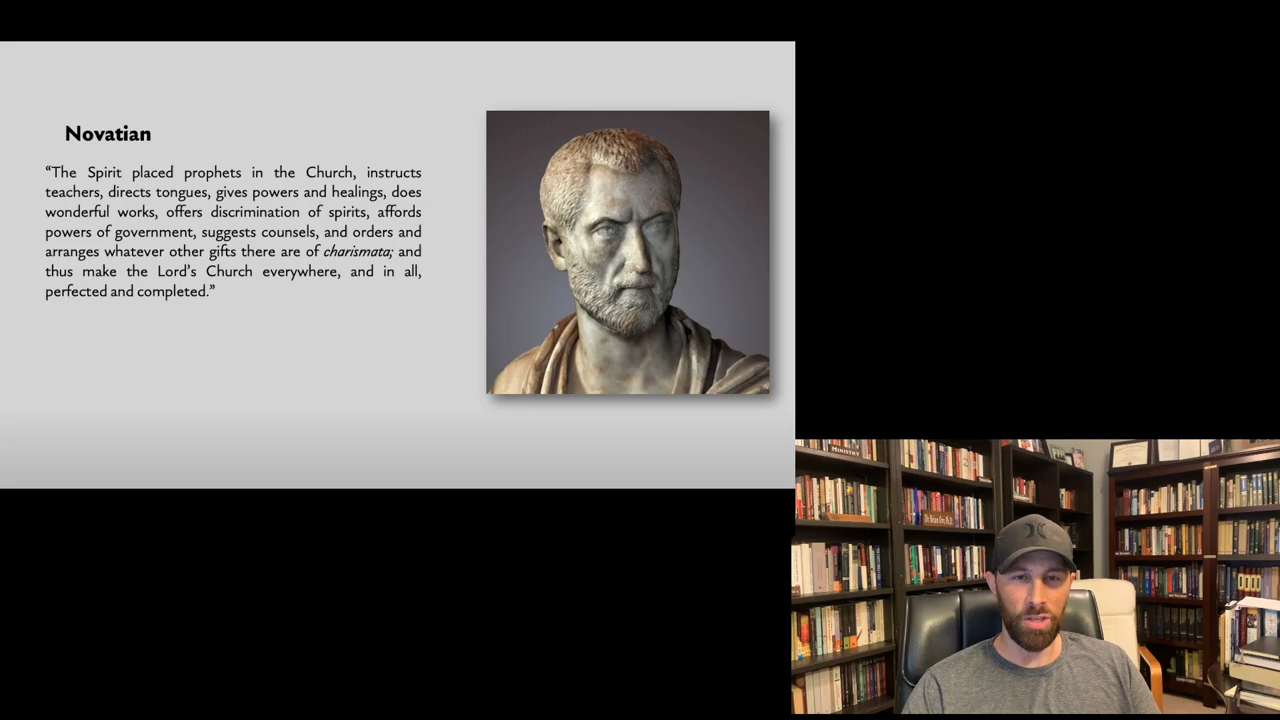 Novatian
“The Spirit placed prophets in the Church, instructs
teachers, directs tongues, gives powers and healings, does
wonderful works, offers discrimination of spirits, affords
powers of government, suggests counsels, and orders and
arranges whatever other gifts there are of charismata; and
thus make the Lord’s Church everywhere, and in all,
perfected and completed.”
MINISTRY